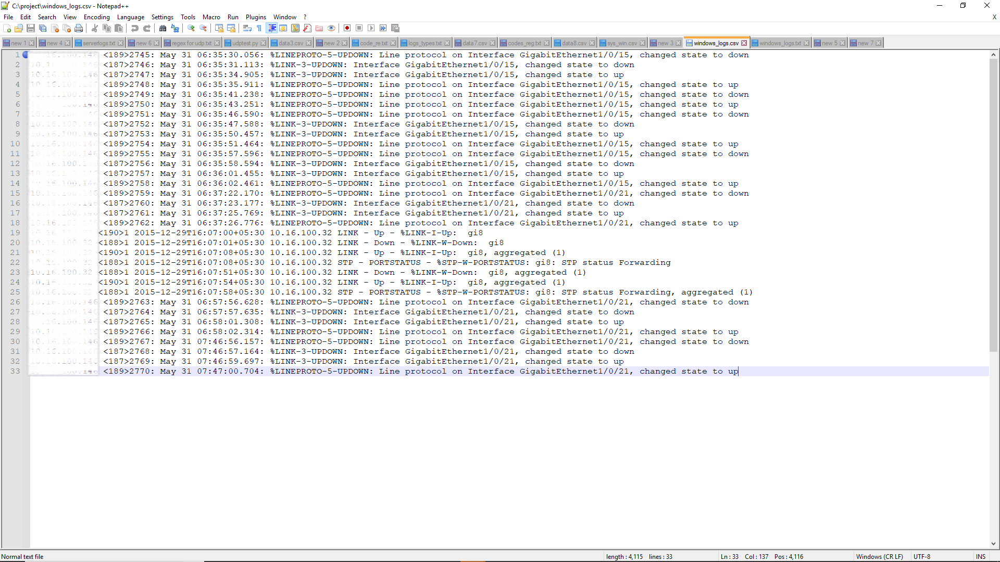 C:\project\windows_logs.csv - Notepad++
File Edit Search View Encoding Language Settings Tools Macro Run Plugins Window ? X
new 1 new 4 serverlogs.txt new 6 regex for udp.txt udptest.py data3.csv new 2 code_re.txt logs_types.txt data7.csv codes_reg.txt data8.csv sys_win.csv new 3 windows_logs.csv windows_logs.txt new 5 new 7
1 <189>2745: May 31 06:35:30.056: %LINEPROTO-5-UPDOWN: Line protocol on Interface GigabitEthernet1/0/15, changed state to down
2 <187>2746: May 31 06:35:31.113: %LINK-3-UPDOWN: Interface GigabitEthernet1/0/15, changed state to down
3 <187>2747: May 31 06:35:34.905: %LINK-3-UPDOWN: Interface GigabitEthernet1/0/15, changed state to up
4 <189>2748: May 31 06:35:35.911: %LINEPROTO-5-UPDOWN: Line protocol on Interface GigabitEthernet1/0/15, changed state to up
5 <189>2749: May 31 06:35:41.238: %LINEPROTO-5-UPDOWN: Line protocol on Interface GigabitEthernet1/0/15, changed state to down
6 <189>2750: May 31 06:35:43.251: %LINEPROTO-5-UPDOWN: Line protocol on Interface GigabitEthernet1/0/15, changed state to up
7 <189>2751: May 31 06:35:46.590: %LINEPROTO-5-UPDOWN: Line protocol on Interface GigabitEthernet1/0/15, changed state to down
8 <187>2752: May 31 06:35:47.588: %LINK-3-UPDOWN: Interface GigabitEthernet1/0/15, changed state to down
9 <187>2753: May 31 06:35:50.457: %LINK-3-UPDOWN: Interface GigabitEthernet1/0/15, changed state to up
10 <189>2754: May 31 06:35:51.464: %LINEPROTO-5-UPDOWN: Line protocol on Interface GigabitEthernet1/0/15, changed state to up
11 <189>2755: May 31 06:35:57.596: %LINEPROTO-5-UPDOWN: Line protocol on Interface GigabitEthernet1/0/15, changed state to down
12 <187>2756: May 31 06:35:58.594: %LINK-3-UPDOWN: Interface GigabitEthernet1/0/15, changed state to down
13 <187>2757: May 31 06:36:01.455: %LINK-3-UPDOWN: Interface GigabitEthernet1/0/15, changed state to up
14 <189>2758: May 31 06:36:02.461: %LINEPROTO-5-UPDOWN: Line protocol on Interface GigabitEthernet1/0/15, changed state to up
15 <189>2759: May 31 06:37:22.170: %LINEPROTO-5-UPDOWN: Line protocol on Interface GigabitEthernet1/0/21, changed state to down
16 <187>2760: May 31 06:37:23.177: %LINK-3-UPDOWN: Interface GigabitEthernet1/0/21, changed state to down
17 <187>2761: May 31 06:37:25.769: %LINK-3-UPDOWN: Interface GigabitEthernet1/0/21, changed state to up
18 <189>2762: May 31 06:37:26.776: %LINEPROTO-5-UPDOWN: Line protocol on Interface GigabitEthernet1/0/21, changed state to up
19 <190>1 2015-12-29T16:07:00+05:30 10.16.100.32 LINK - Up - %LINK-I-Up:  gi8
20 <188>1 2015-12-29T16:07:01+05:30 10.16.100.32 LINK - Down - %LINK-W-Down:  gi8
21 <190>1 2015-12-29T16:07:08+05:30 10.16.100.32 LINK - Up - %LINK-I-Up:  gi8, aggregated (1)
22 <188>1 2015-12-29T16:07:08+05:30 10.16.100.32 STP - PORTSTATUS - %STP-W-PORTSTATUS: gi8: STP status Forwarding
23 <188>1 2015-12-29T16:07:51+05:30 10.16.100.32 LINK - Down - %LINK-W-Down:  gi8, aggregated (1)
24 <190>1 2015-12-29T16:07:54+05:30 10.16.100.32 LINK - Up - %LINK-I-Up:  gi8, aggregated (1)
25 <188>1 2015-12-29T16:07:58+05:30 10.16.100.32 STP - PORTSTATUS - %STP-W-PORTSTATUS: gi8: STP status Forwarding, aggregated (1)
26 <189>2763: May 31 06:57:56.628: %LINEPROTO-5-UPDOWN: Line protocol on Interface GigabitEthernet1/0/21, changed state to down
27 <187>2764: May 31 06:57:57.635: %LINK-3-UPDOWN: Interface GigabitEthernet1/0/21, changed state to down
28 <187>2765: May 31 06:58:01.308: %LINK-3-UPDOWN: Interface GigabitEthernet1/0/21, changed state to up
29 <189>2766: May 31 06:58:02.314: %LINEPROTO-5-UPDOWN: Line protocol on Interface GigabitEthernet1/0/21, changed state to up
30 <189>2767: May 31 07:46:56.157: %LINEPROTO-5-UPDOWN: Line protocol on Interface GigabitEthernet1/0/21, changed state to down
31 <187>2768: May 31 07:46:57.164: %LINK-3-UPDOWN: Interface GigabitEthernet1/0/21, changed state to down
32 <187>2769: May 31 07:46:59.697: %LINK-3-UPDOWN: Interface GigabitEthernet1/0/21, changed state to up
33 <189>2770: May 31 07:47:00.704: %LINEPROTO-5-UPDOWN: Line protocol on Interface GigabitEthernet1/0/21, changed state to up
Normal text file length : 4,115 lines : 33 Ln : 33 Col : 137 Pos : 4,116 Windows (CR LF) UTF-8 INS